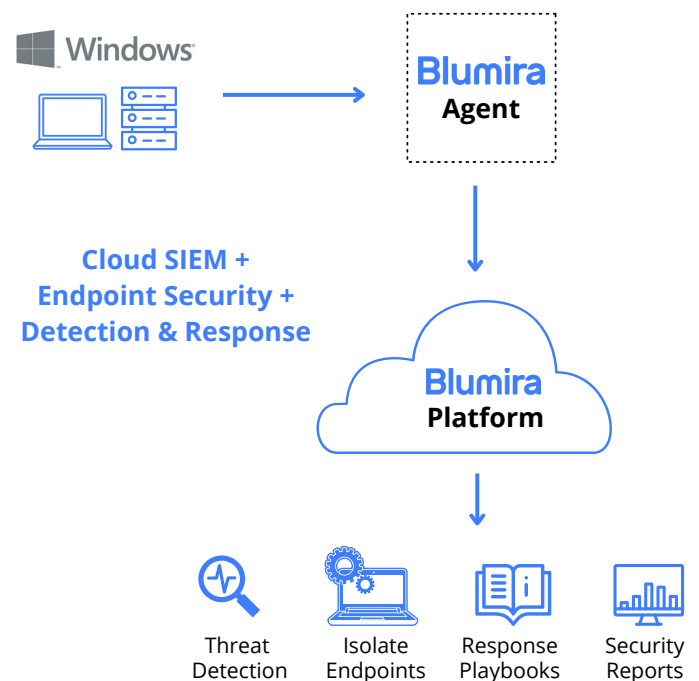 Windows
Blumira
Agent
Cloud SIEM +
Endpoint Security +
Detection & Response
Blumira
Platform
Threat
Detection
Isolate
Endpoints
Response
Playbooks
Security
Reports